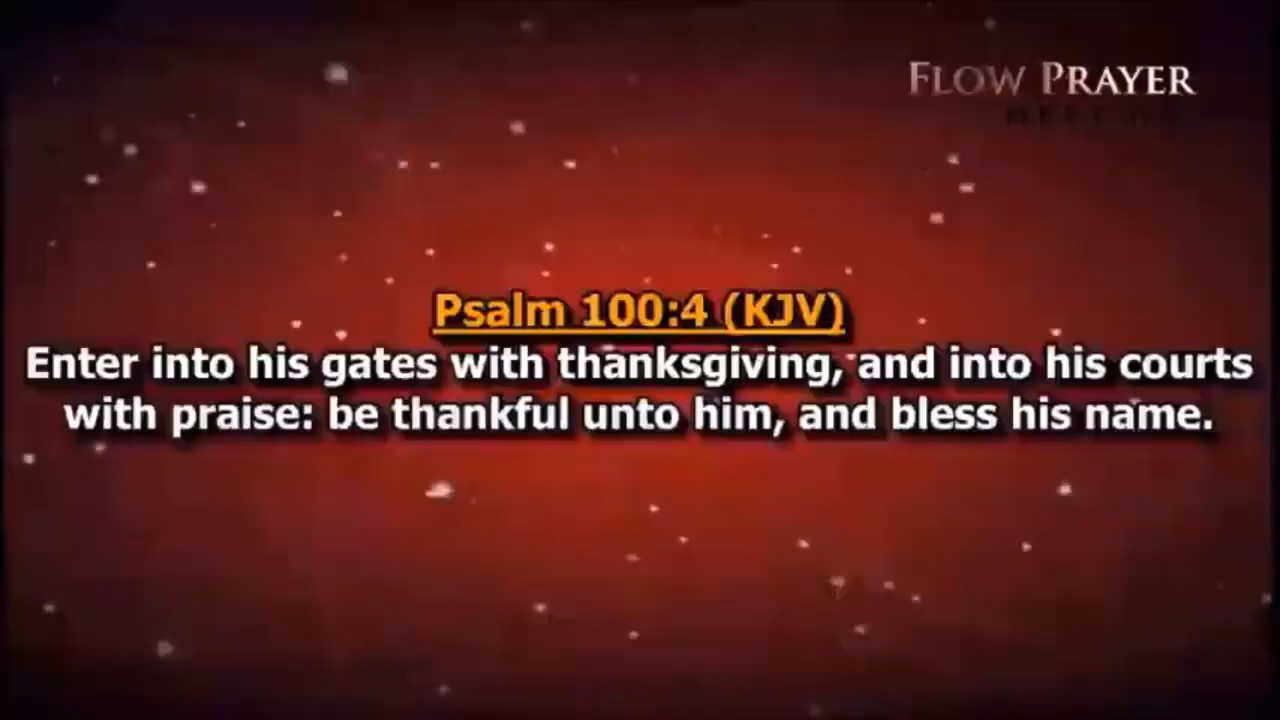 FLOW PRAYER
Psalm 100:4 (KJV)
Enter into his gates with thanksgiving, and into his courts
with praise: be thankful unto him, and bless his name.